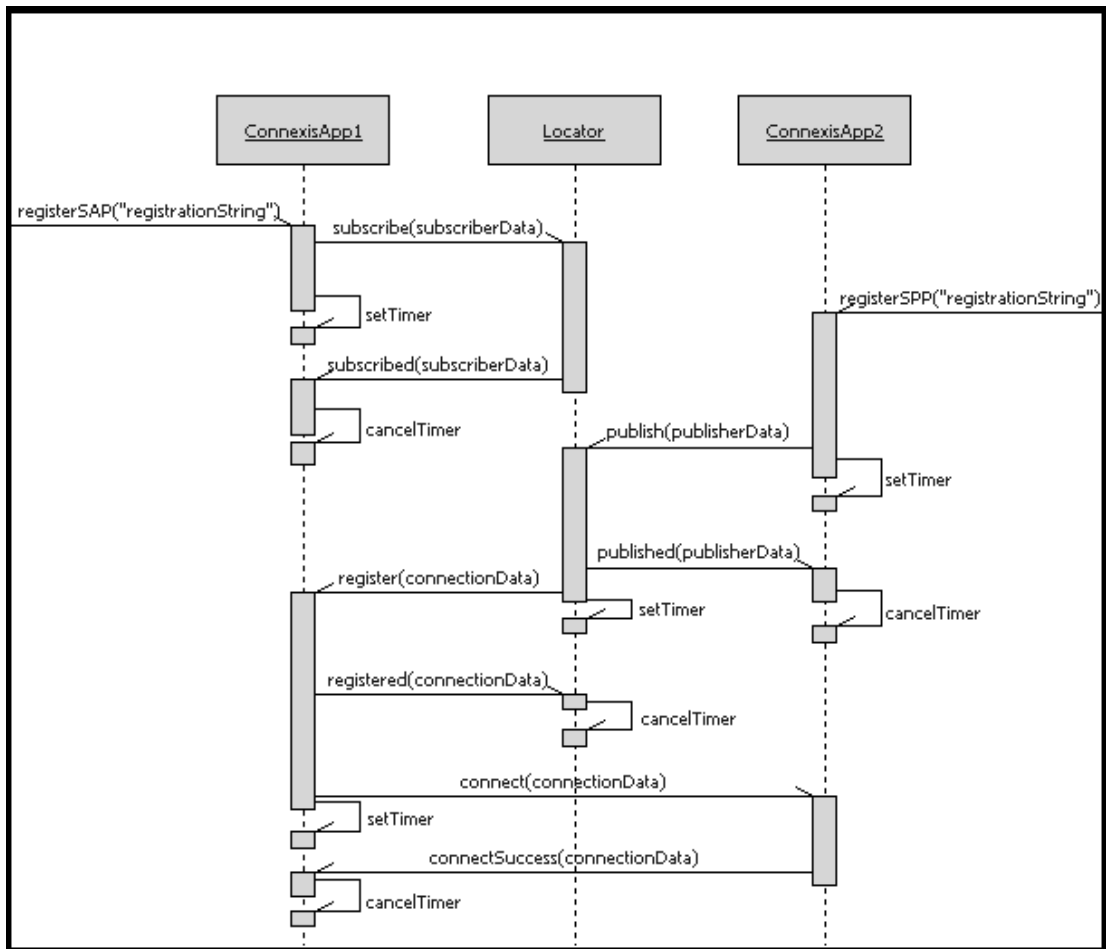 ConnexisApp1
Locator
ConnexisApp2
registerSAP("registrationString")
subscribe(subscriberData)
registerSPP("registrationString")
setTimer
subscribed(subscriberData)
cancelTimer
publish(publisherData)
setTimer
published(publisherData)
register(connectionData)
setTimer
cancelTimer
registered(connectionData)
cancelTimer
connect(connectionData)
setTimer
connectSuccess(connectionData)
cancelTimer